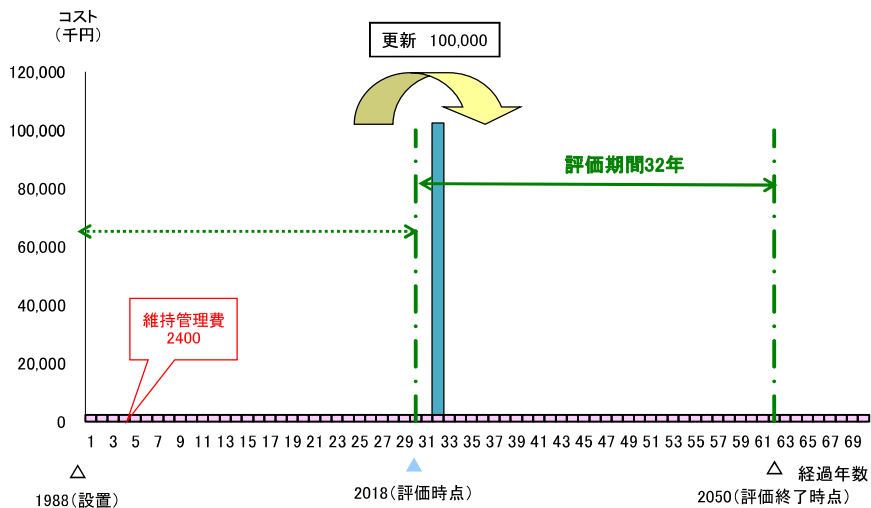 コスト
(千円)
更新 100,000
120,000
100,000
80,000
60,000
40,000
20,000
0
評価期間32年
維持管理費
2400
1 3 5 7 9 11 13 15 17 19 21 23 25 27 29 31 33 35 37 39 41 43 45 47 49 51 53 55 57 59 61 63 65 67 69
経過年数
1988(設置)
2018(評価時点)
2050(評価終了時点)